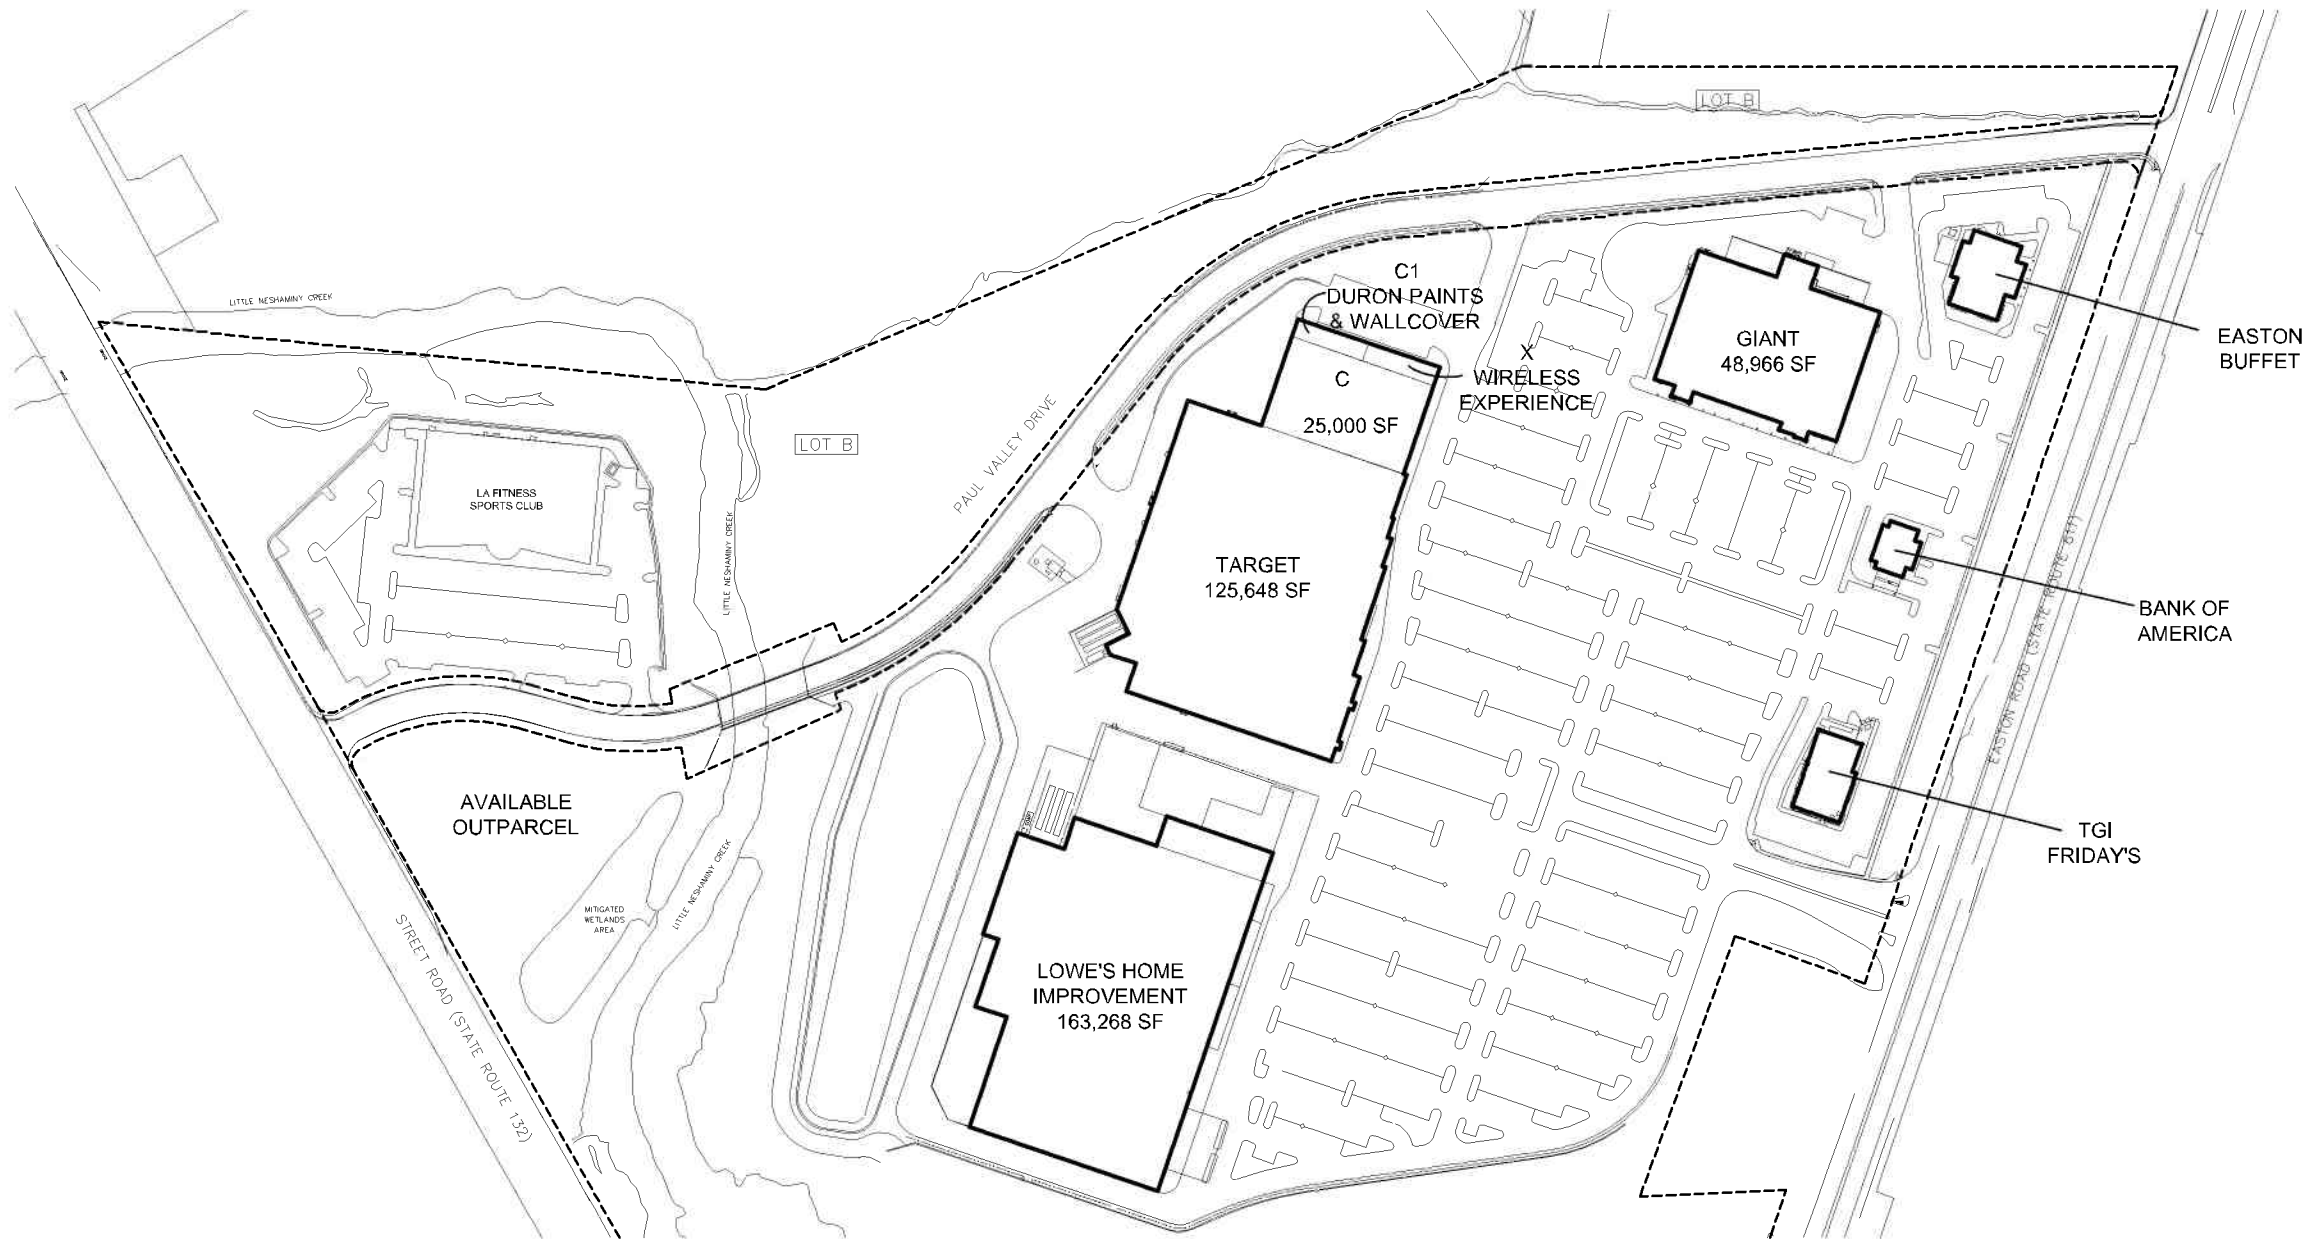 LOT B
C1
DURON PAINTS
& WALLCOVER
X
WIRELESS
EXPERIENCE
C
25,000 SF
GIANT
48,966 SF
EASTON
BUFFET
LITTLE NESHAMINY CREEK
LOT B
PAUL VALLEY DRIVE
LA FITNESS
SPORTS CLUB
LITTLE NESHAMINY CREEK
TARGET
125,648 SF
BANK OF
AMERICA
EASTON ROAD (STATE ROUTE 611)
AVAILABLE
OUTPARCEL
TGI
FRIDAY'S
MITIGATED
WETLANDS
AREA
LITTLE NESHAMINY CREEK
STREET ROAD (STATE ROUTE 132)
LOWE'S HOME
IMPROVEMENT
163,268 SF